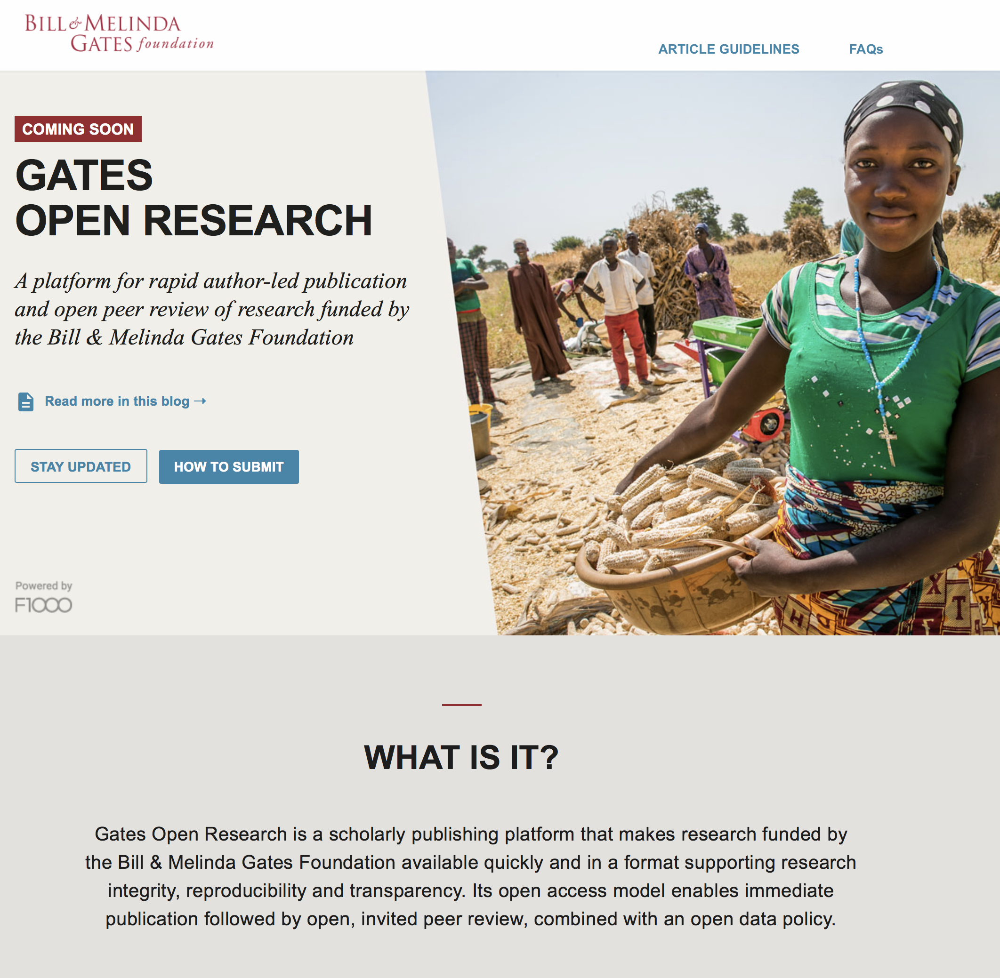 BILL & MELINDA
GATES foundation
ARTICLE GUIDELINES
FAQs
COMING SOON
GATES
OPEN RESEARCH
A platform for rapid author-led publication
and open peer review of research funded by
the Bill & Melinda Gates Foundation
Read more in this blog →
STAY UPDATED
HOW TO SUBMIT
Powered by
F1000
WHAT IS IT?
Gates Open Research is a scholarly publishing platform that makes research funded by
the Bill & Melinda Gates Foundation available quickly and in a format supporting research
integrity, reproducibility and transparency. Its open access model enables immediate
publication followed by open, invited peer review, combined with an open data policy.